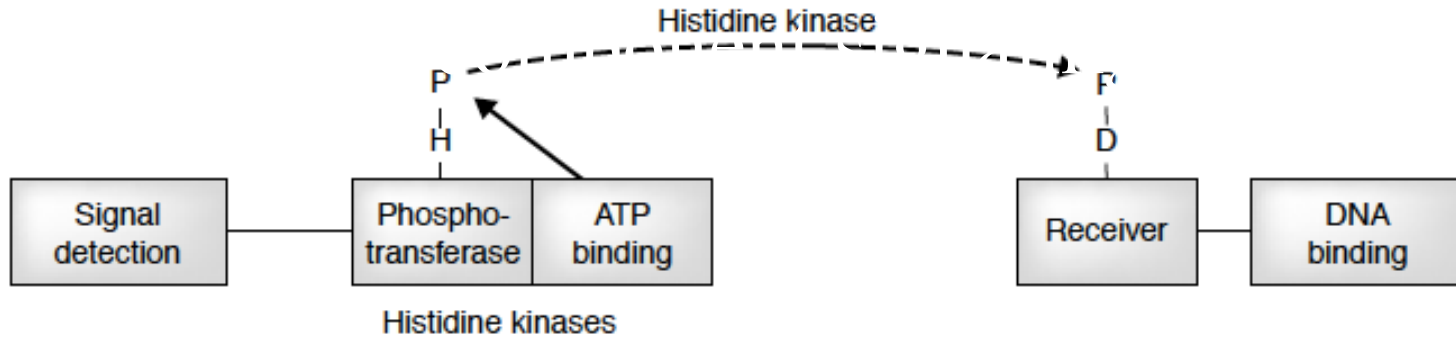 Histidine kinase
P
P
H
D
Signal
detection
Phospho-
transferase
ATP
binding
Receiver
DNA
binding
Histidine kinases